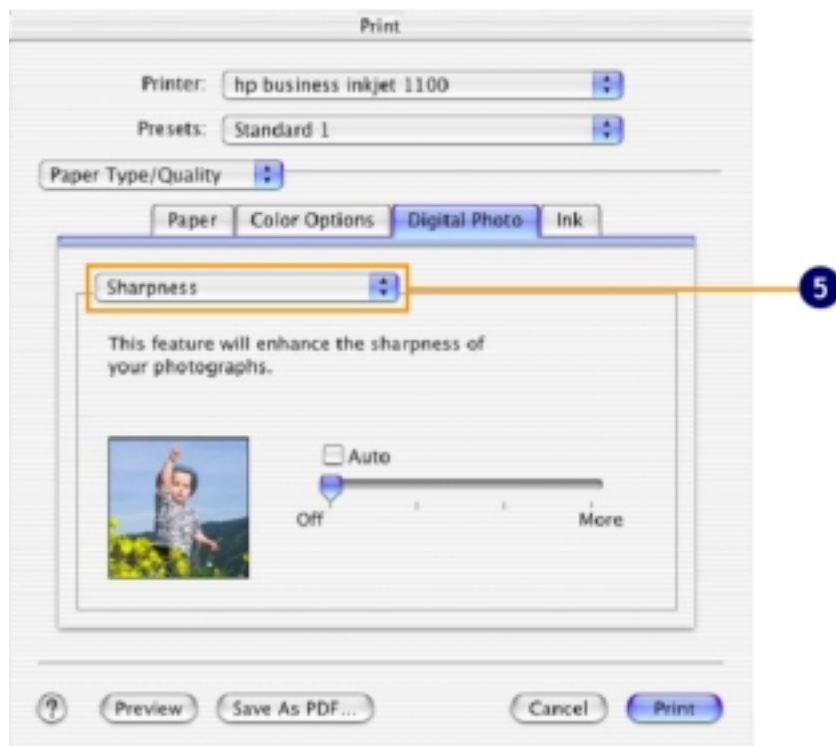 Print
Printer: hp business inkjet 1100
Presets: Standard 1
Paper Type/Quality
Paper Color Options Digital Photo Ink
Sharpness
5
This feature will enhance the sharpness of
your photographs.
Auto
Off More
? Preview Save As PDF... Cancel Print